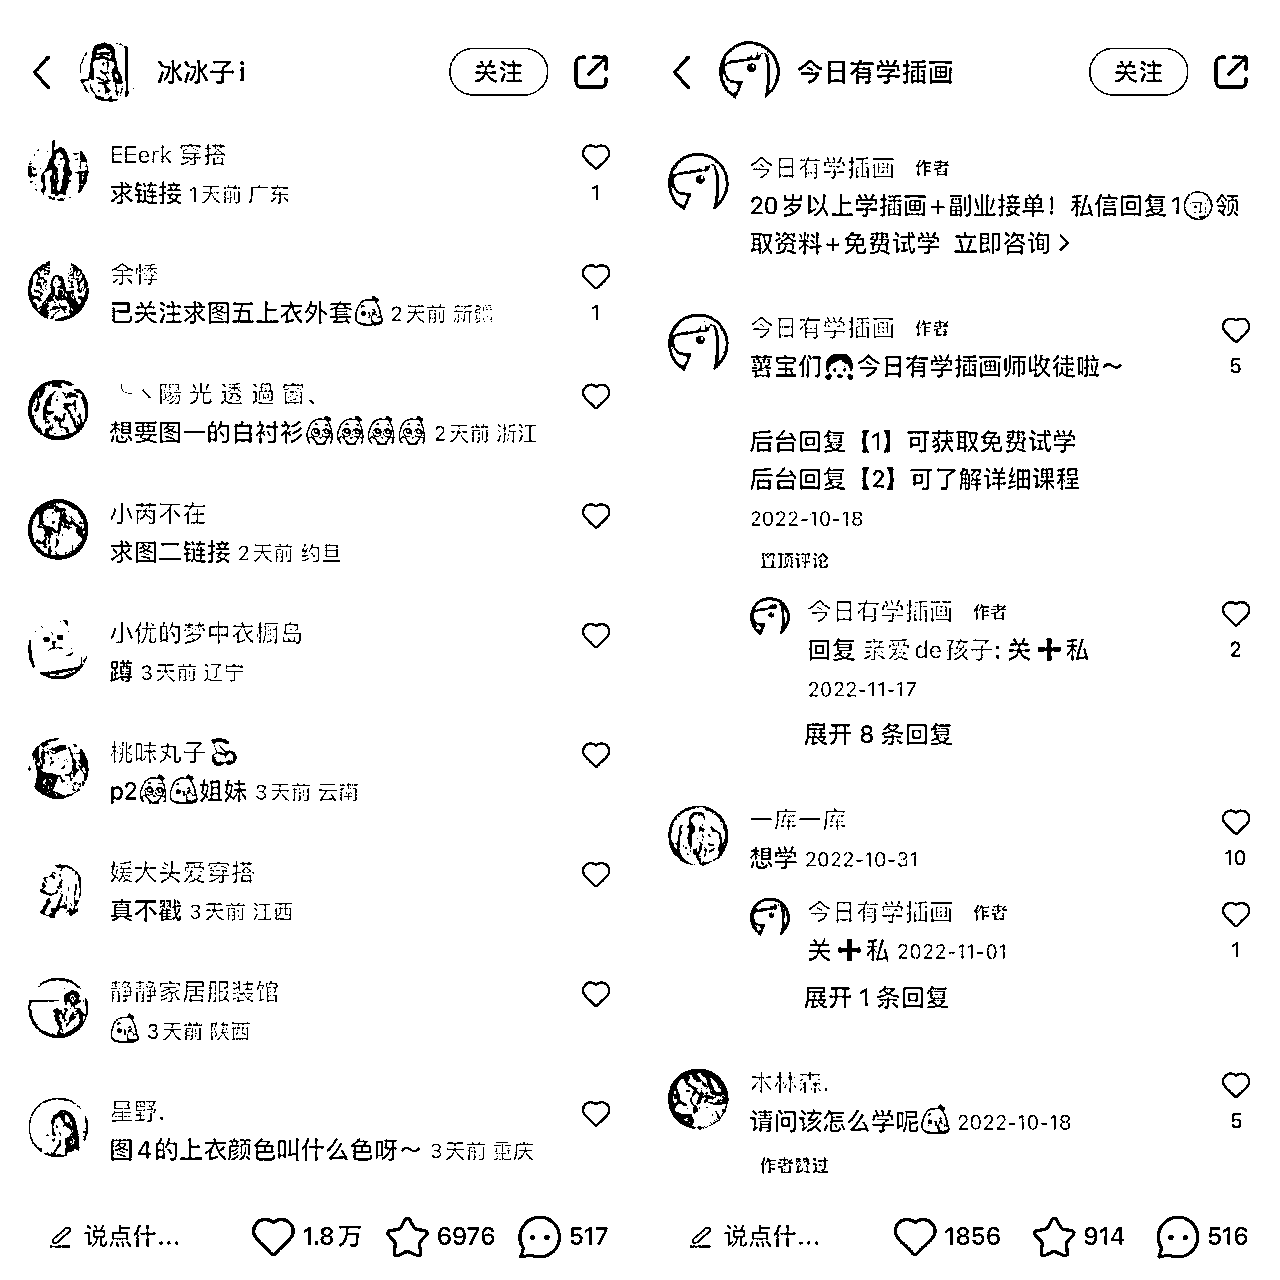 冰冰子i
关注
EEerk 穿搭
求链接 1天前 广东
1
余悸
已关注求图五上衣外套 2天前 新疆
1
╰ヽ陽 光 透 過 窗、
想要图一的白衬衫 2天前 浙江
小芮不在
求图二链接 2天前 约旦
小优的梦中衣橱岛
蹲 3天前 辽宁
桃味丸子
p2 姐妹 3天前 云南
媛大头爱穿搭
真不戳 3天前 江西
静静家居服装馆
3天前 陕西
星野.
图4的上衣颜色叫什么色呀～ 3天前 重庆
说点什...
1.8万
6976
517
今日有学插画
关注
今日有学插画 作者
20岁以上学插画+副业接单！私信回复1 领
取资料+免费试学 立即咨询 >
今日有学插画 作者
5
宝们 今日有学插画师收徒啦～
后台回复【1】可获取免费试学
后台回复【2】可了解详细课程
2022-10-18
置顶评论
今日有学插画 作者
回复 亲爱de孩子: 关➕私
2
2022-11-17
展开 8 条回复
一库一库
想学 2022-10-31
10
今日有学插画 作者
关➕私 2022-11-01
1
展开 1 条回复
木林森.
请问该怎么学呢 2022-10-18
5
作者赞过
说点什...
1856
914
516